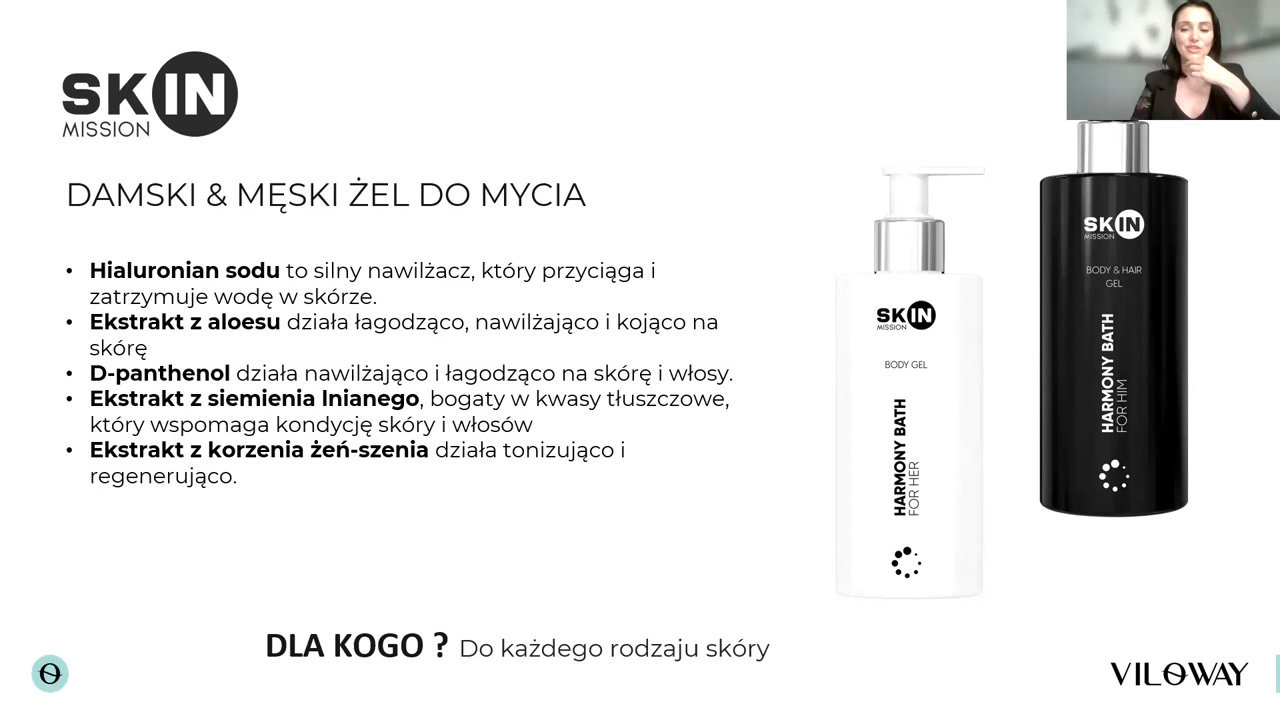 SKIN
MISSION
DAMSKI & MĘSKI ŻEL DO MYCIA
• Hialuronian sodu to silny nawilżacz, który przyciąga i
zatrzymuje wodę w skórze.
• Ekstrakt z aloesu działa łagodząco, nawilżająco i kojąco na
skórę
• D-panthenol działa nawilżająco i łagodząco na skórę i włosy.
• Ekstrakt z siemienia lnianego, bogaty w kwasy tłuszczowe,
który wspomaga kondycję skóry i włosów
• Ekstrakt z korzenia żeń-szenia działa tonizująco i
regenerująco.
SKIN
MISSION
BODY GEL
HARMONY BATH
FOR HER
SKIN
MISSION
BODY & HAIR
GEL
HARMONY BATH
FOR HIM
DLA KOGO ? Do każdego rodzaju skóry
VILOWAY